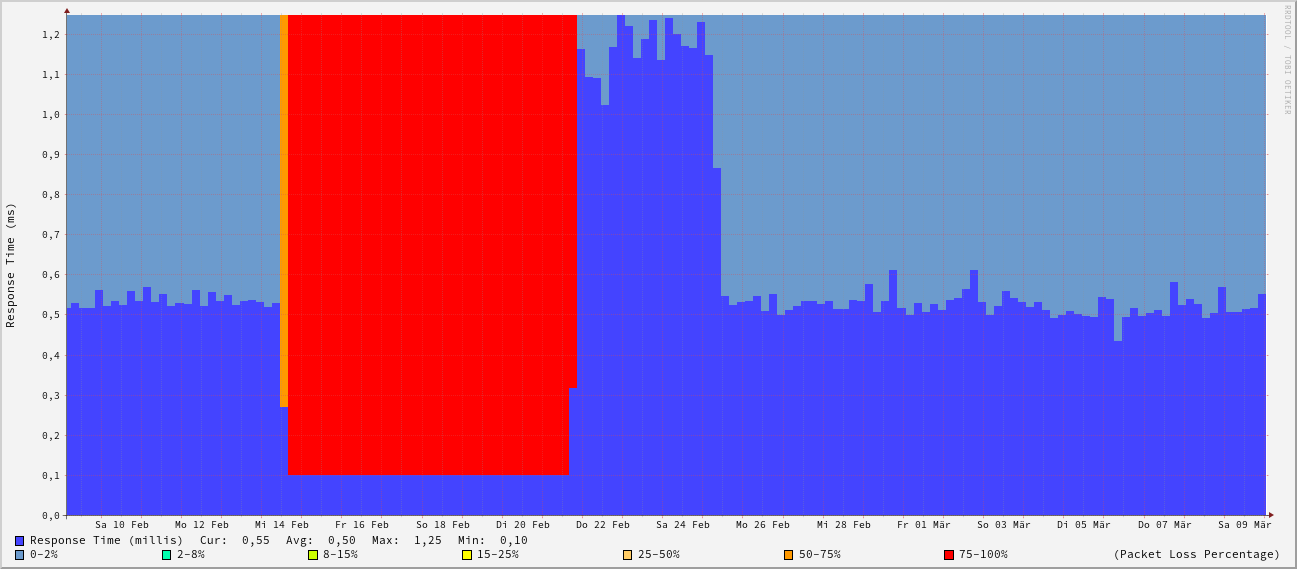 RRDTOOL / TOBI OETIKER
Response Time (ms)
1,2
1,1
1,0
0,9
0,8
0,7
0,6
0,5
0,4
0,3
0,2
0,1
0,0
Sa 10 Feb Mo 12 Feb Mi 14 Feb Fr 16 Feb So 18 Feb Di 20 Feb Do 22 Feb Sa 24 Feb Mo 26 Feb Mi 28 Feb Fr 01 Mär So 03 Mär Di 05 Mär Do 07 Mär Sa 09 Mär
Response Time (millis) Cur: 0,55 Avg: 0,50 Max: 1,25 Min: 0,10
0-2% 2-8% 8-15% 15-25% 25-50% 50-75% 75-100% (Packet Loss Percentage)